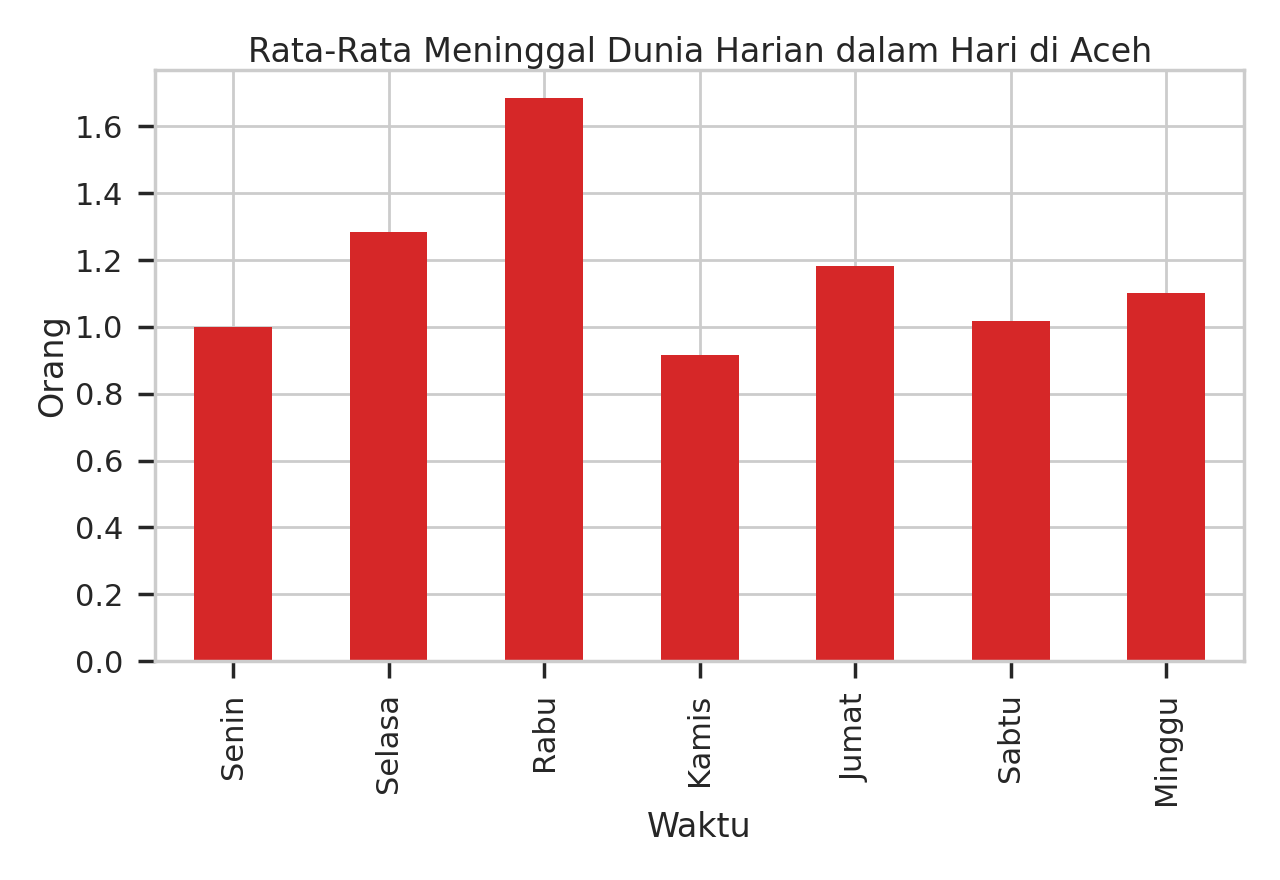 Rata-Rata Meninggal Dunia Harian dalam Hari di Aceh
Orang
1.6
1.4
1.2
1.0
0.8
0.6
0.4
0.2
0.0
Senin
Selasa
Rabu
Kamis
Jumat
Sabtu
Minggu
Waktu